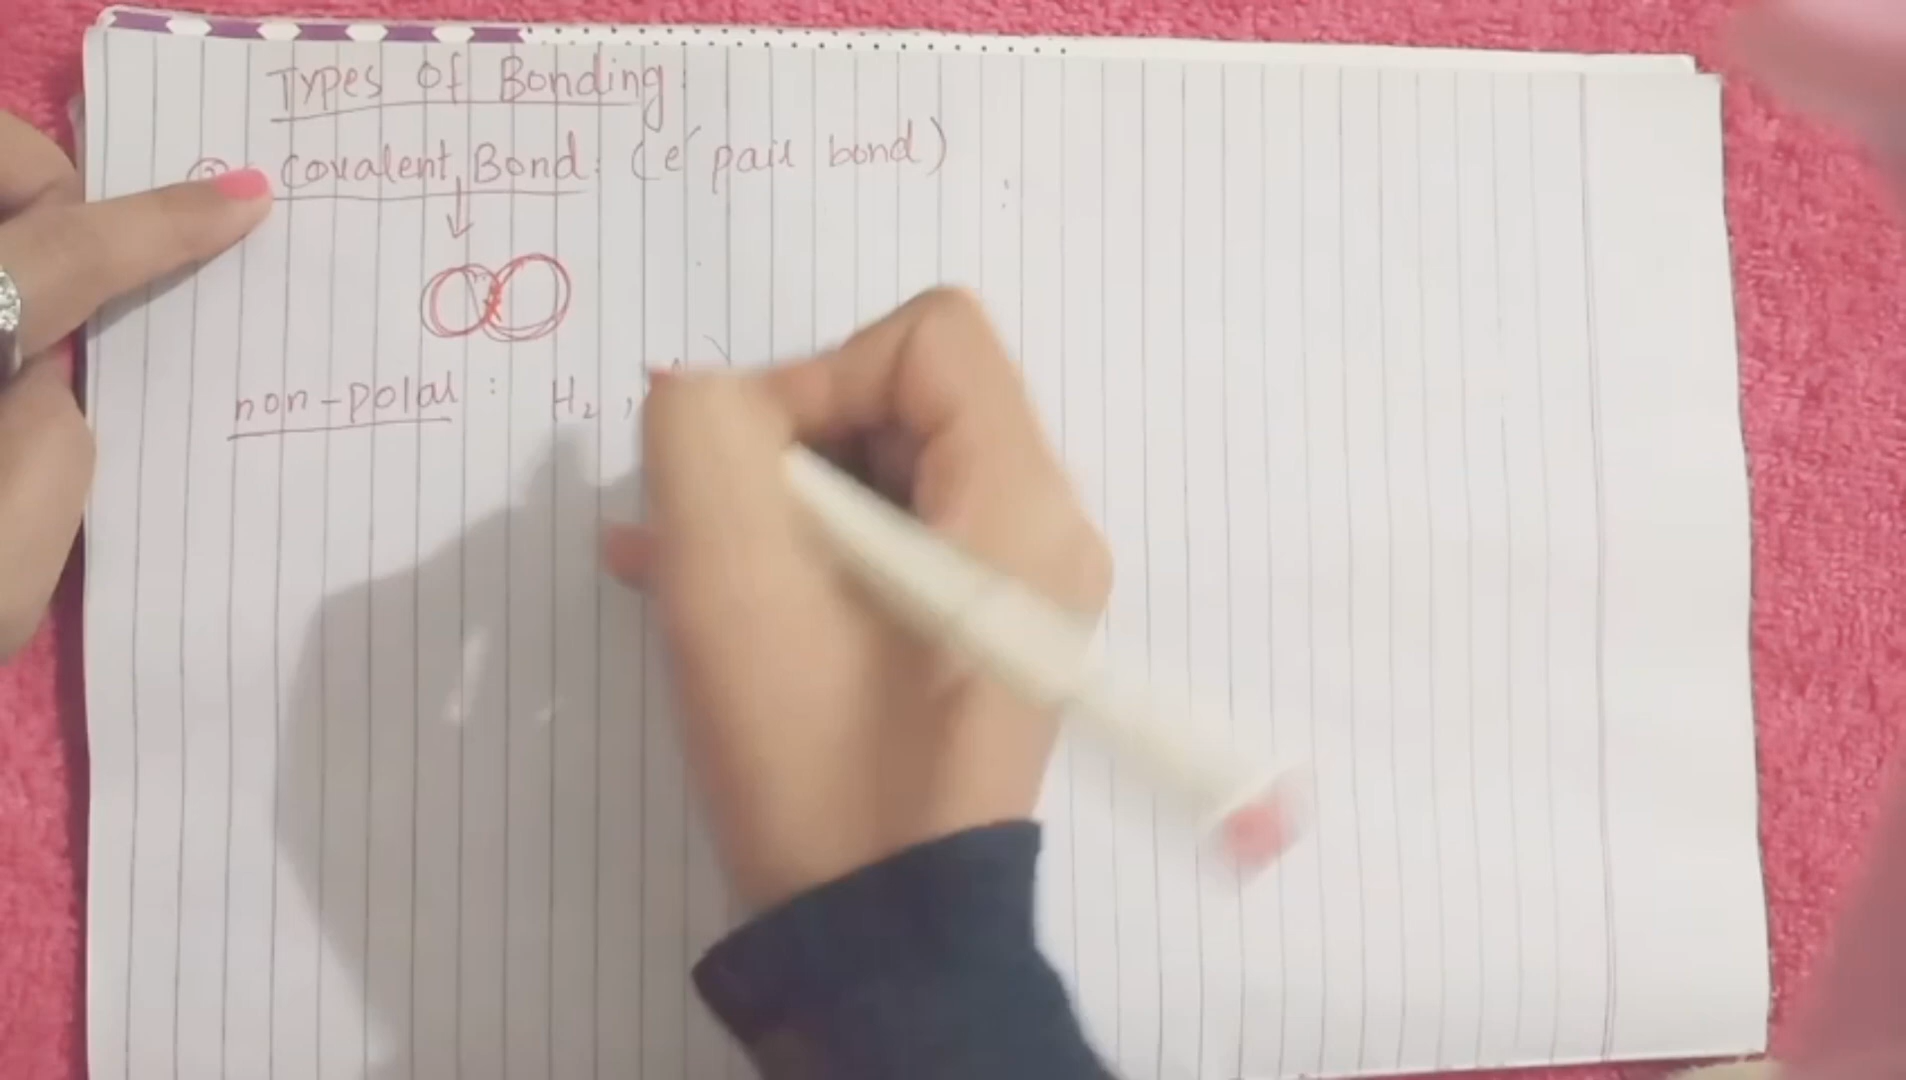 Types Of Bonding
Covalent Bond: (e⁻ pair bond)
non-polar : H₂ ,